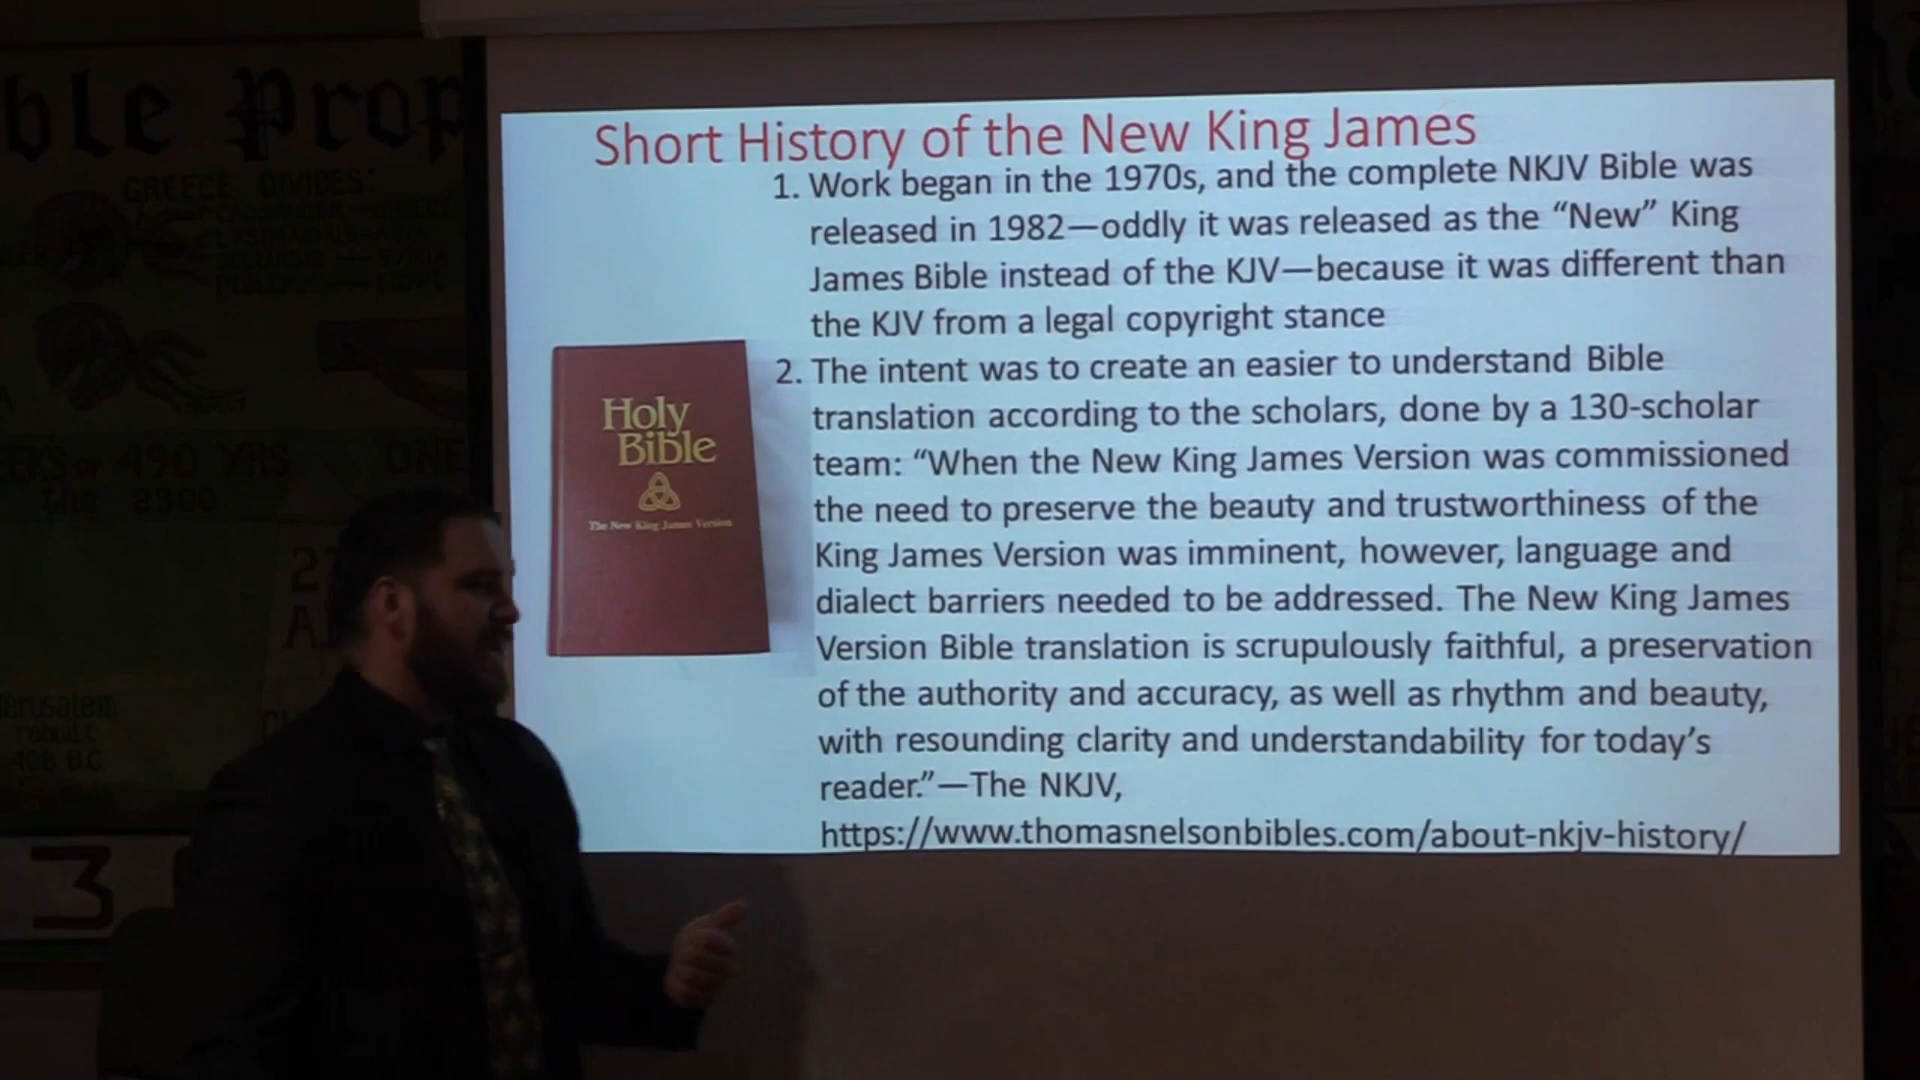 ble Prop
GREECE DIVIDES:
490 YRS
ONE
the 2300
Jerusalem
rebuilt
408 B.C.
3
Short History of the New King James
1. Work began in the 1970s, and the complete NKJV Bible was
released in 1982—oddly it was released as the “New” King
James Bible instead of the KJV—because it was different than
the KJV from a legal copyright stance
2. The intent was to create an easier to understand Bible
translation according to the scholars, done by a 130-scholar
team: “When the New King James Version was commissioned
the need to preserve the beauty and trustworthiness of the
King James Version was imminent, however, language and
dialect barriers needed to be addressed. The New King James
Version Bible translation is scrupulously faithful, a preservation
of the authority and accuracy, as well as rhythm and beauty,
with resounding clarity and understandability for today’s
reader.”—The NKJV,
https://www.thomasnelsonbibles.com/about-nkjv-history/
Holy
Bible
The New King James Version